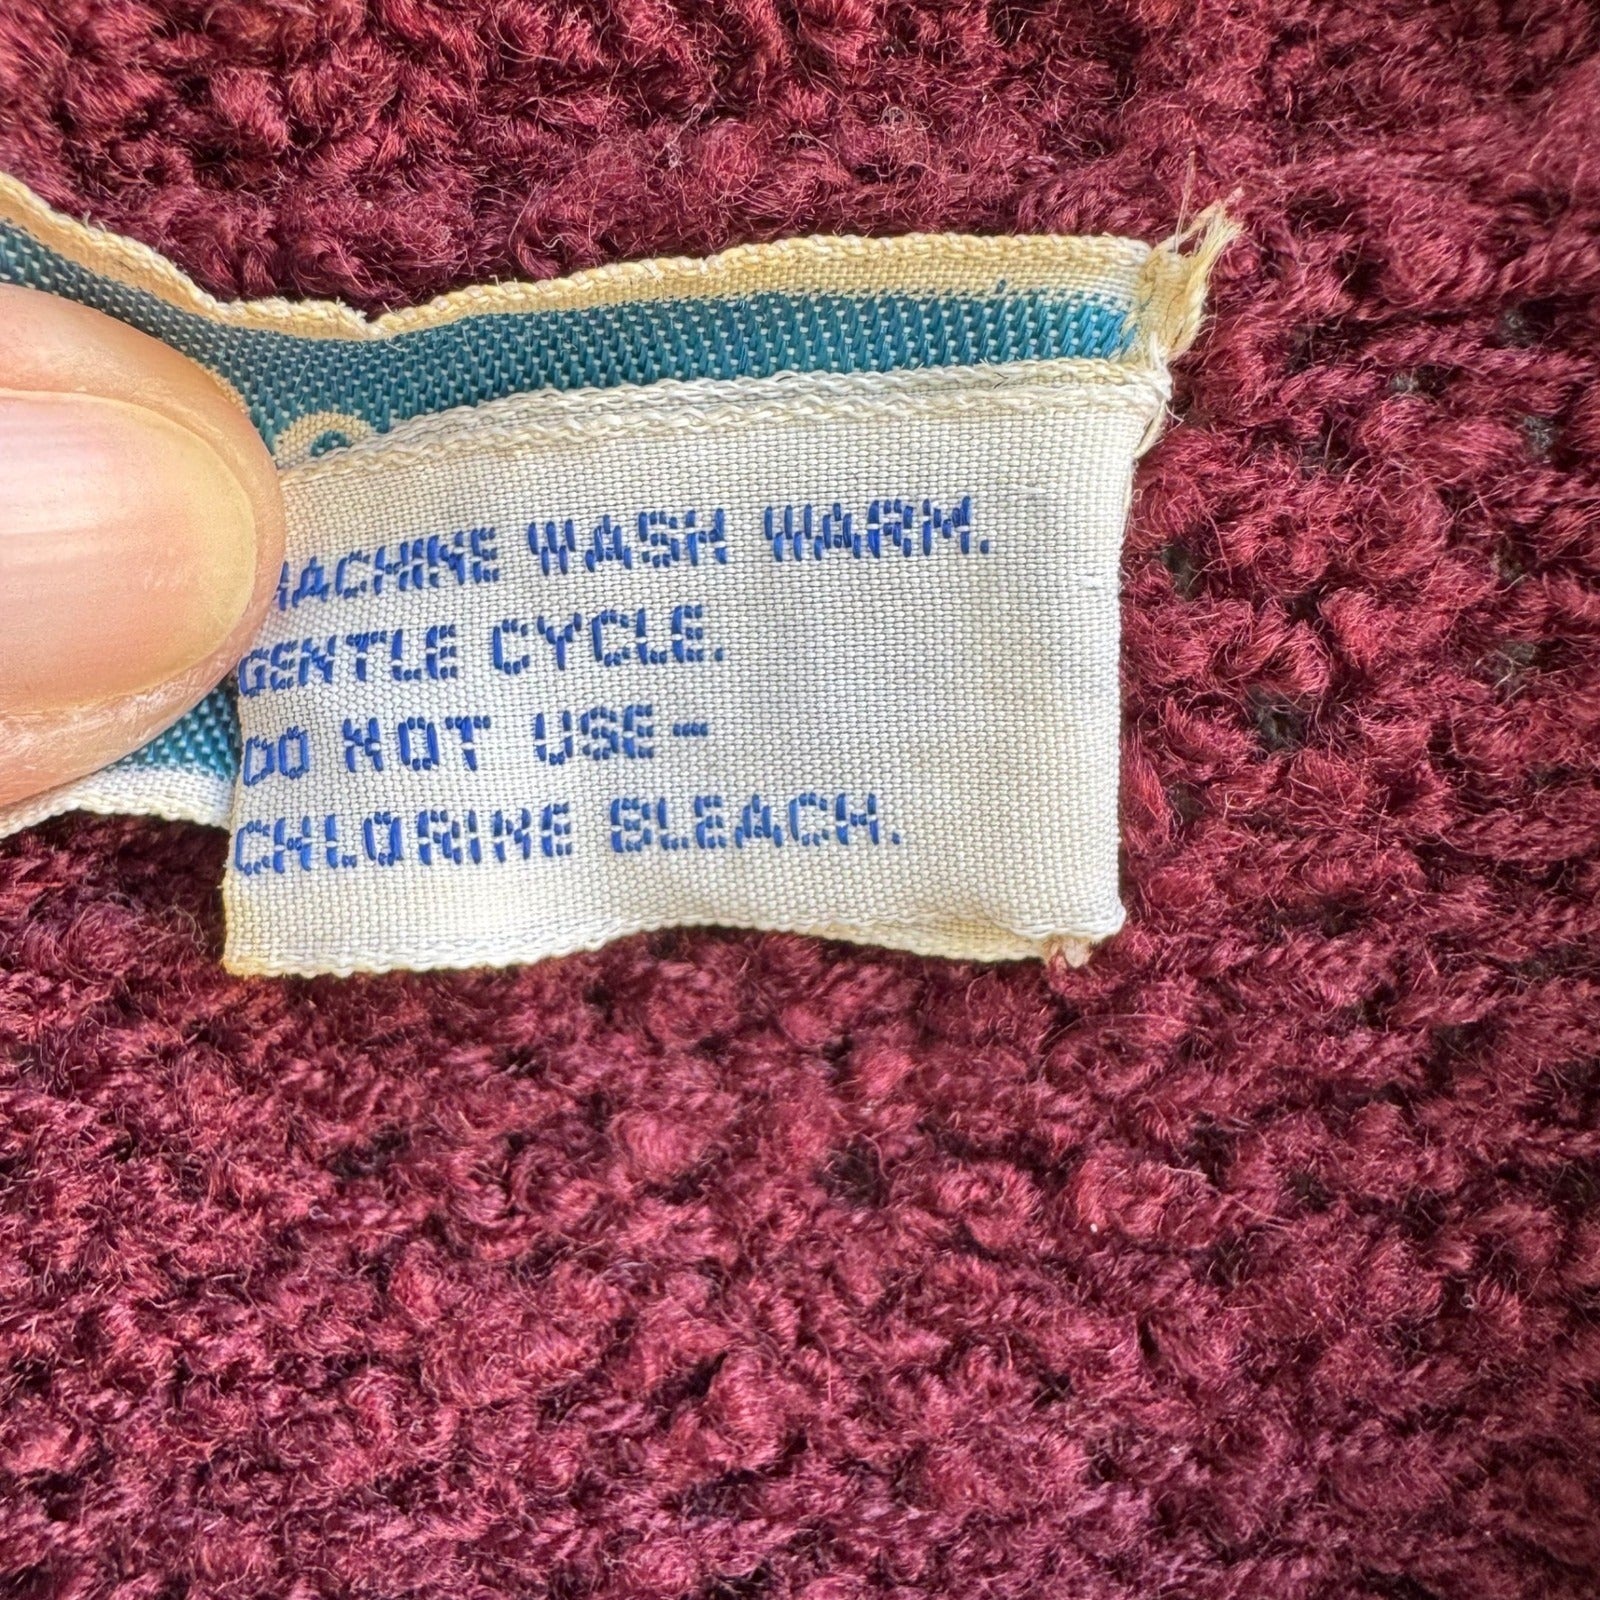 MACHINE WASH WARM.
GENTLE CYCLE.
DO NOT USE-
CHLORINE BLEACH.